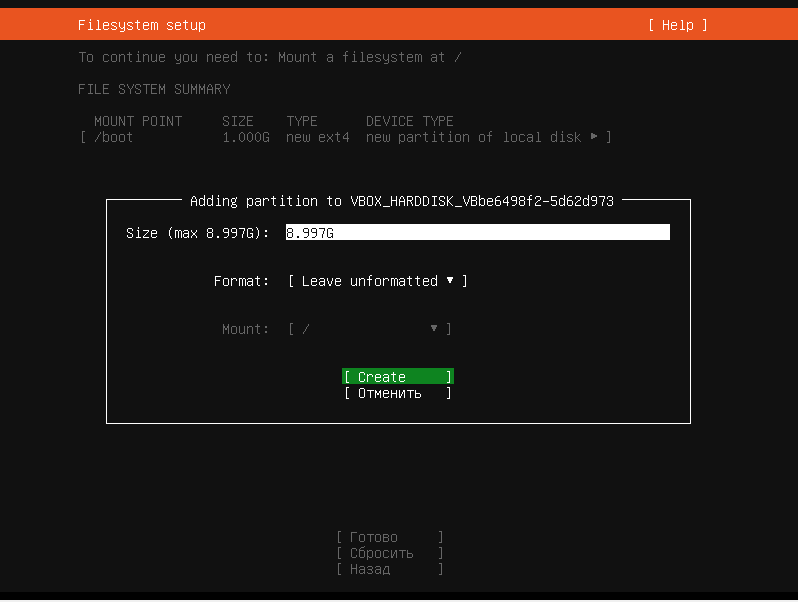 Filesystem setup [ Help ]
To continue you need to: Mount a filesystem at /
FILE SYSTEM SUMMARY
MOUNT POINT SIZE TYPE DEVICE TYPE
[ /boot 1.000G new ext4 new partition of local disk ▸ ]
Adding partition to VBOX_HARDDISK_VBbe6498f2-5d62d973
Size (max 8.997G): 8.997G
Format: [ Leave unformatted ▾ ]
Mount: [ / ▾ ]
[ Create ]
[ Отменить ]
[ Готово ]
[ Сбросить ]
[ Назад ]